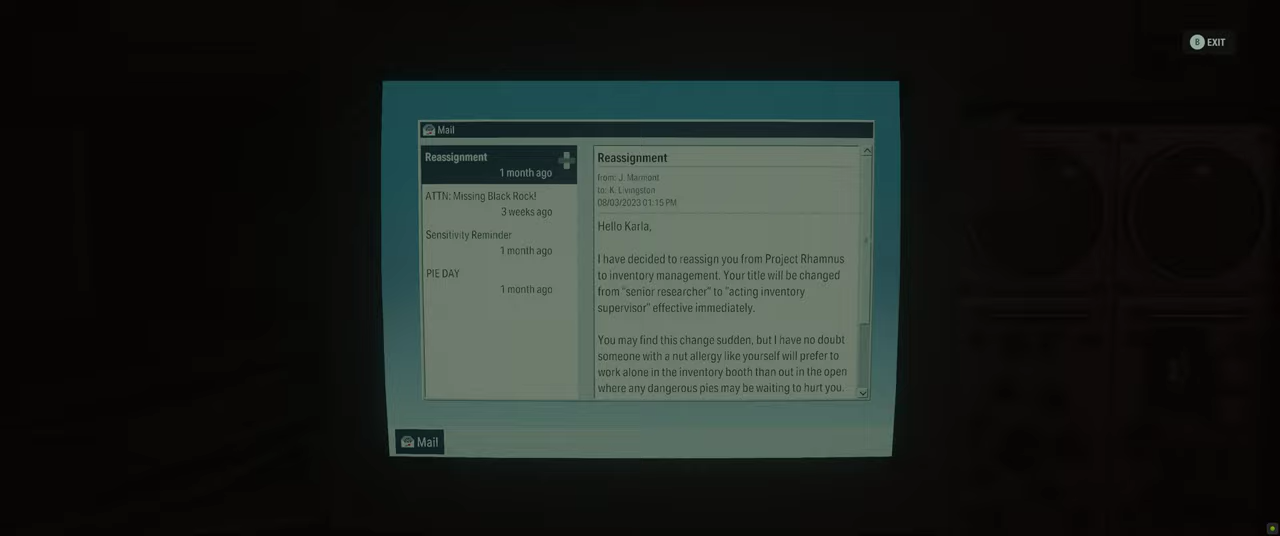 B EXIT
Mail
Reassignment
1 month ago
ATTN: Missing Black Rock!
3 weeks ago
Sensitivity Reminder
1 month ago
PIE DAY
1 month ago
Reassignment
from: J. Marmont
to: K. Livingston
08/03/2023 01:15 PM
Hello Karla,
I have decided to reassign you from Project Rhamnus
to inventory management. Your title will be changed
from "senior researcher" to "acting inventory
supervisor" effective immediately.
You may find this change sudden, but I have no doubt
someone with a nut allergy like yourself will prefer to
work alone in the inventory booth than out in the open
where any dangerous pies may be waiting to hurt you.
Mail